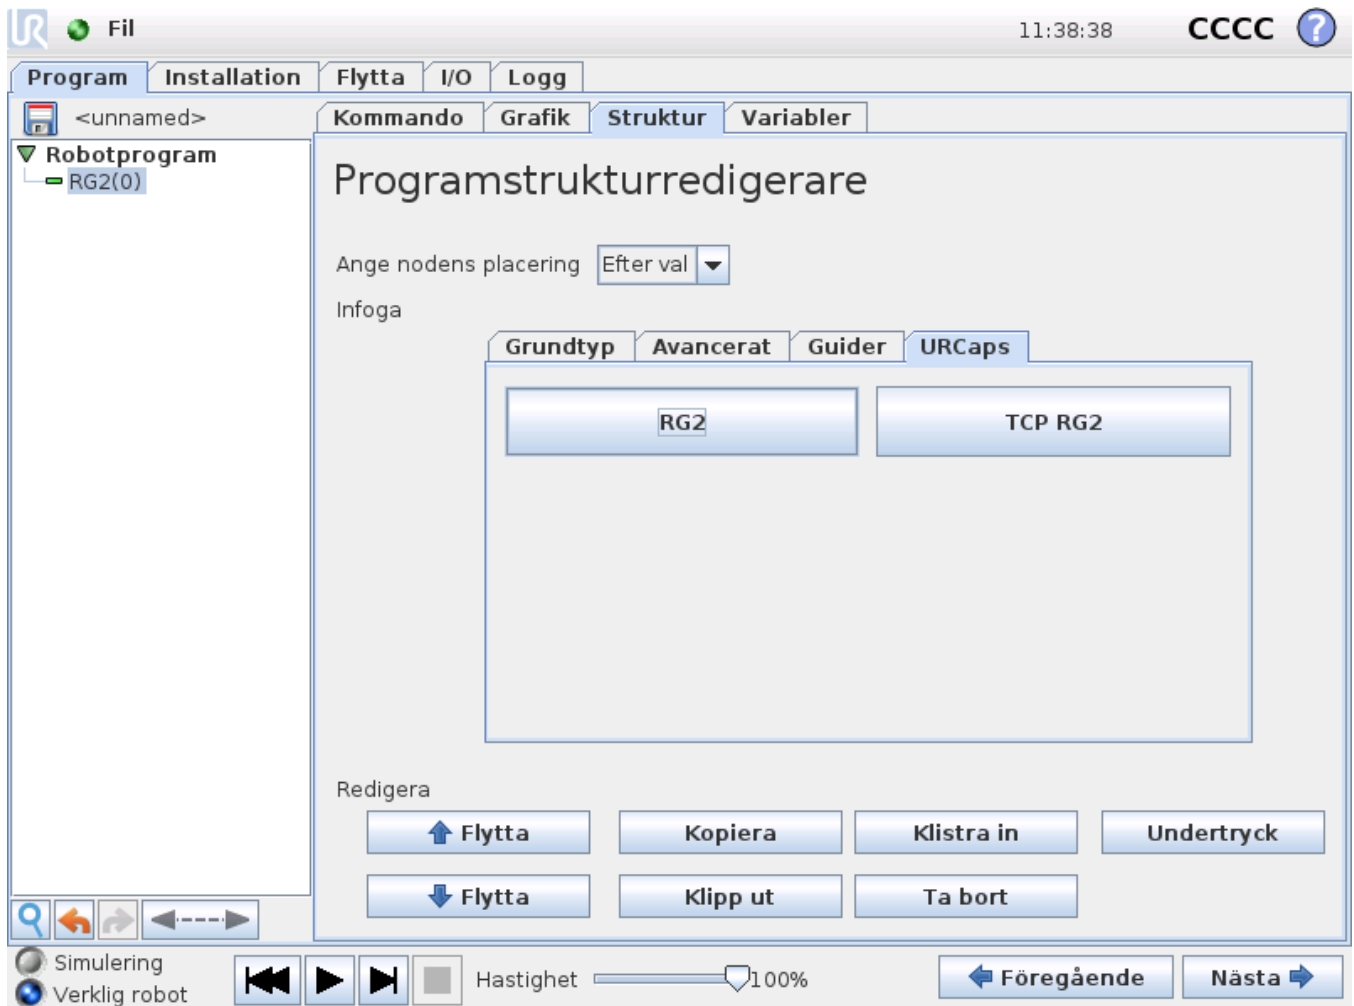 UR Fil 11:38:38 CCCC ?
Program Installation Flytta I/O Logg
<unnamed> Kommando Grafik Struktur Variabler
Robotprogram
RG2(0)
Programstrukturredigerare
Ange nodens placering Efter val
Infoga
Grundtyp Avancerat Guider URCaps
RG2 TCP RG2
Redigera
Flytta Kopiera Klistra in Undertryck
Flytta Klipp ut Ta bort
Simulering
Verklig robot
Hastighet 100% Föregående Nästa